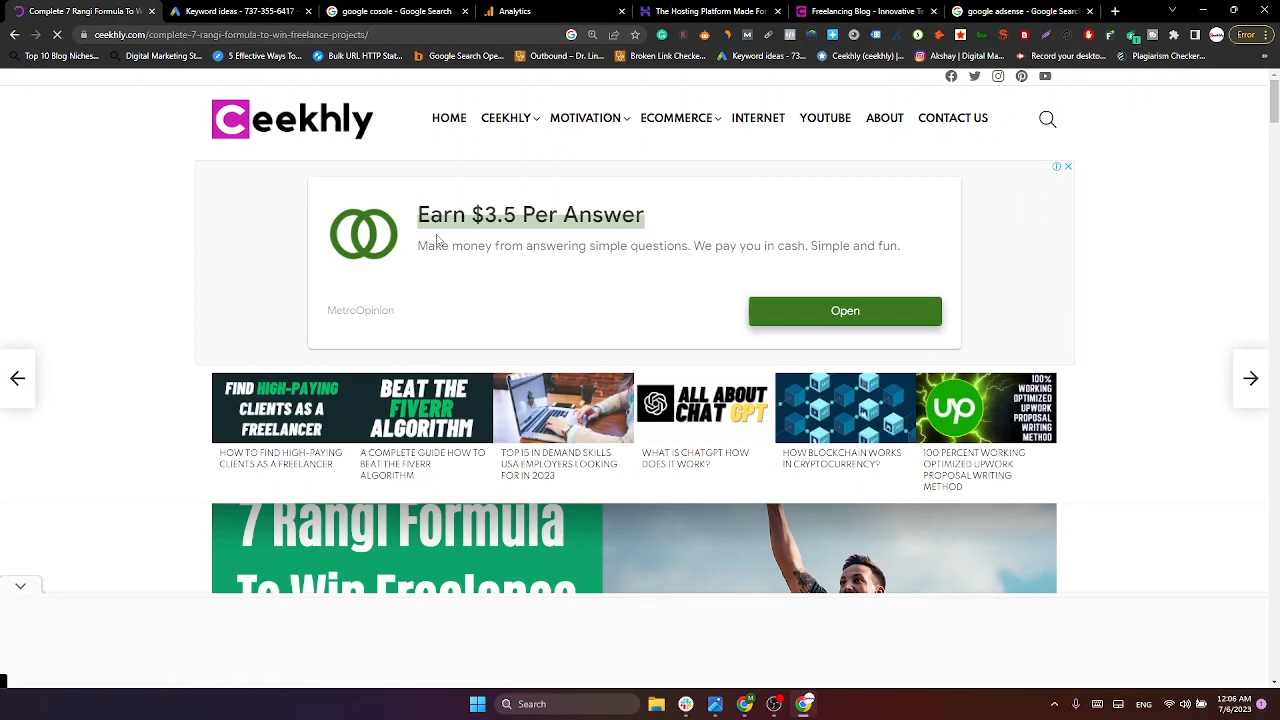 Complete 7 Rangi Formula To W
Keyword ideas - 737-355-6417 -
google cosole - Google Search
Analytics
The Hosting Platform Made For
Freelancing Blog - Innovative Te
google adsense - Google Search
ceekhly.com/complete-7-rangi-formula-to-win-freelance-projects/
Error
Top 10 Blog Niches...
Digital Marketing St...
5 Effective Ways To...
Bulk URL HTTP Stat...
Outbound – Dr. Lin...
Broken Link Checke...
Keyword ideas – 73...
Ceekhly (@ceekhly)...
Akshay | Digital Ma...
Record your deskto...
Plagiarism Checker...
Ceekhly
HOME
CEEKHLY
MOTIVATION
ECOMMERCE
INTERNET
YOUTUBE
ABOUT
CONTACT US
Earn $3.5 Per Answer
Make money from answering simple questions. We pay you in cash. Simple and fun.
MetroOpinion
Open
FIND HIGH-PAYING
CLIENTS AS A
FREELANCER
BEAT THE
FIVERR
ALGORITHM
ALL ABOUT
CHAT GPT
up
100%
WORKING
OPTIMIZED
UPWORK
PROPOSAL
WRITING
METHOD
HOW TO FIND HIGH-PAYING
CLIENTS AS A FREELANCER
A COMPLETE GUIDE HOW TO
BEAT THE FIVERR
ALGORITHM
TOP 15 IN DEMAND SKILLS
USA EMPLOYERS LOOKING
FOR IN 2023
WHAT IS CHATGPT HOW
DOES IT WORK?
HOW BLOCKCHAIN WORKS
IN CRYPTOCURRENCY?
100 PERCENT WORKING
OPTIMIZED UPWORK
PROPOSAL WRITING
METHOD
7 Rangi Formula
To Win Freelance
Search
12:06 AM
7/6/2023